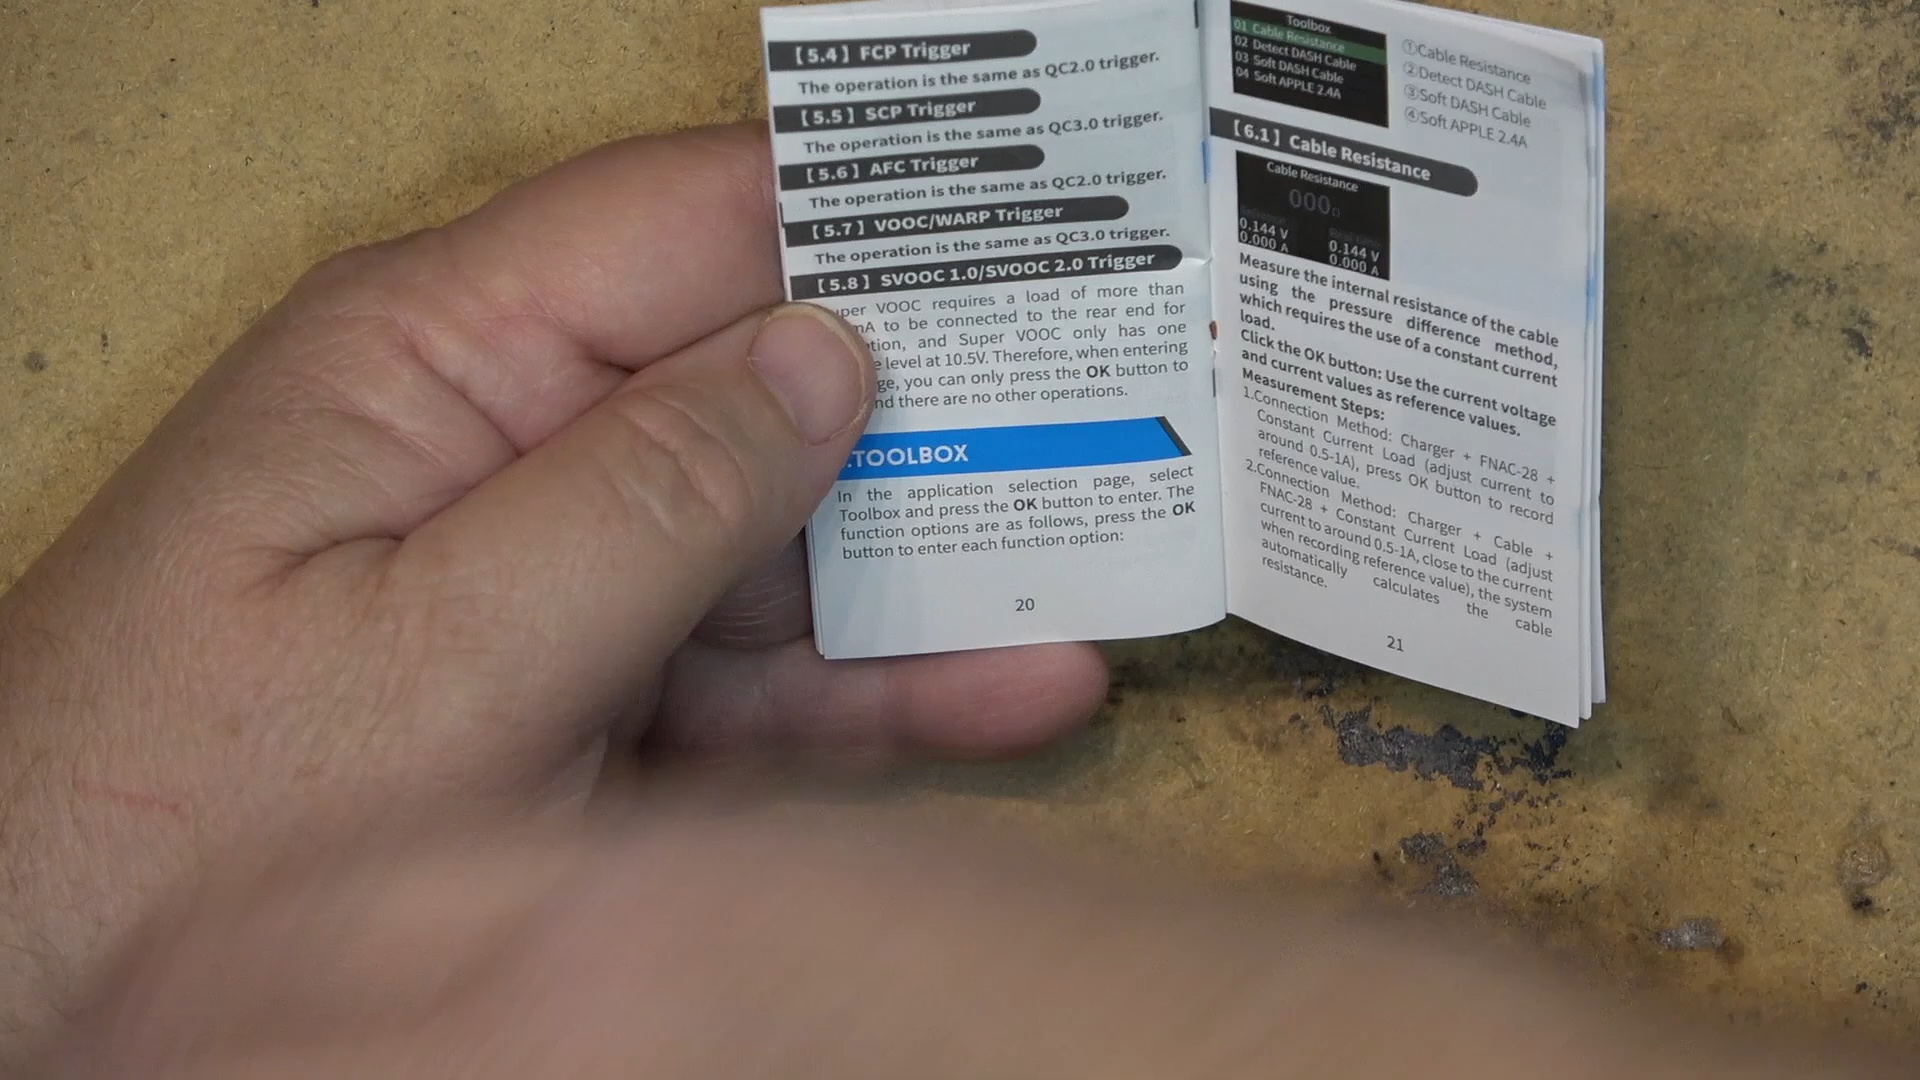 【5.4】 FCP Trigger
The operation is the same as QC2.0 trigger.
【5.5】 SCP Trigger
The operation is the same as QC3.0 trigger.
【5.6】 AFC Trigger
The operation is the same as QC2.0 trigger.
【5.7】 VOOC/WARP Trigger
The operation is the same as QC3.0 trigger.
【5.8】 SVOOC 1.0/SVOOC 2.0 Trigger
VOOC requires a load of more than
mA to be connected to the rear end for
tion, and Super VOOC only has one
level at 10.5V. Therefore, when entering
ge, you can only press the OK button to
nd there are no other operations.
.TOOLBOX
In the application selection page, select
Toolbox and press the OK button to enter. The
function options are as follows, press the OK
button to enter each function option:
20
Toolbox
01 Cable Resistance
02 Detect DASH Cable
03 Soft DASH Cable
04 Soft APPLE 2.4A
①Cable Resistance
②Detect DASH Cable
③Soft DASH Cable
④Soft APPLE 2.4A
【6.1】 Cable Resistance
Cable Resistance
000Ω
0.144 V
0.000 A
0.144 V
0.000 A
Measure the internal resistance of the cable
using the pressure difference method,
which requires the use of a constant current
load.
Click the OK button: Use the current voltage
and current values as reference values.
Measurement Steps:
1.Connection Method: Charger + FNAC-28 +
Constant Current Load (adjust current to
around 0.5-1A), press OK button to record
reference value.
2.Connection Method: Charger + Cable +
FNAC-28 + Constant Current Load (adjust
current to around 0.5-1A, close to the current
when recording reference value), the system
automatically calculates the cable
resistance.
21